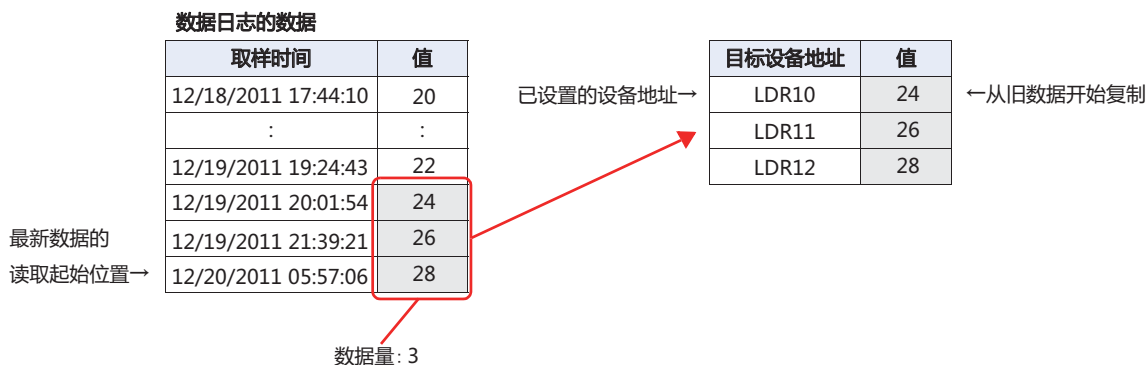 数据日志的数据
取样时间 值
12/18/2011 17:44:10 20
: :
12/19/2011 19:24:43 22
12/19/2011 20:01:54 24
12/19/2011 21:39:21 26
12/20/2011 05:57:06 28
最新数据的
读取起始位置→
数据量: 3
目标设备地址 值
已设置的设备地址→ LDR10 24 ←从旧数据开始复制
LDR11 26
LDR12 28